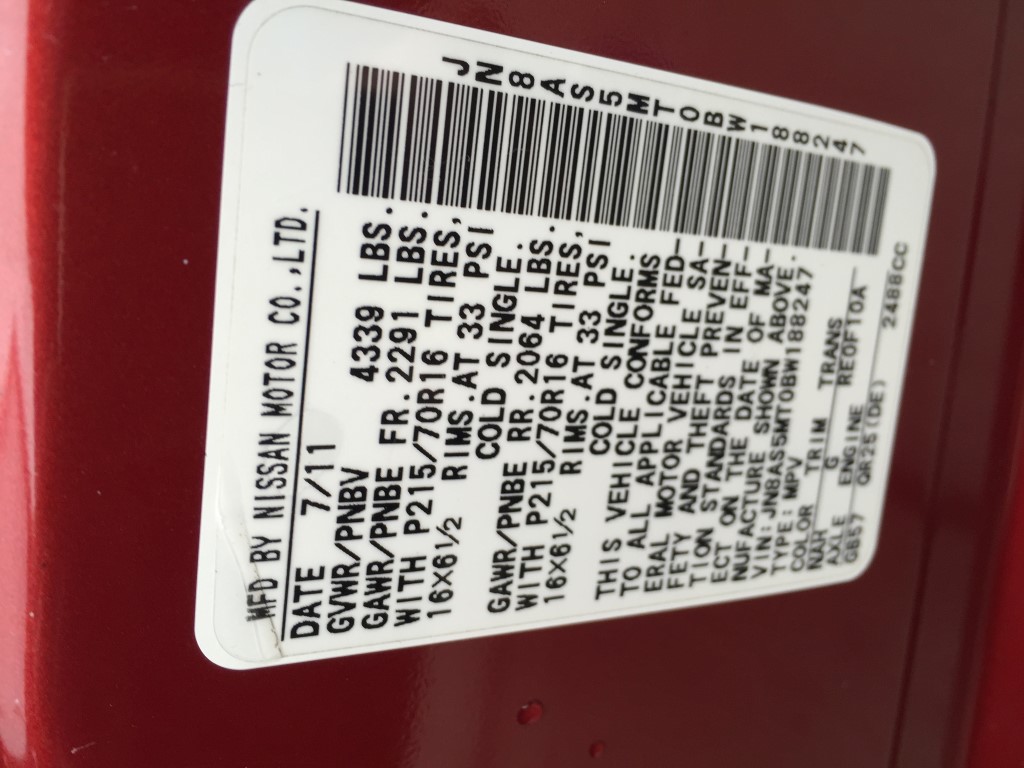 MFD BY NISSAN MOTOR CO.,LTD.
DATE 7/11
GVWR/PNBV 4339 LBS.
GAWR/PNBE FR. 2291 LBS.
WITH P215/70R16 TIRES,
16X6 1/2 RIMS. AT 33 PSI
COLD SINGLE.
GAWR/PNBE RR. 2064 LBS.
WITH P215/70R16 TIRES,
16X6 1/2 RIMS. AT 33 PSI
COLD SINGLE.
THIS VEHICLE CONFORMS
TO ALL APPLICABLE FED-
ERAL MOTOR VEHICLE SA-
FETY AND THEFT PREVEN-
TION STANDARDS IN EFF-
ECT ON THE DATE OF MA-
NUFACTURE SHOWN ABOVE.
VIN: JN8AS5MT0BW188247
TYPE: MPV
COLOR TRIM TRANS
NAH G RE0F10A
AXLE ENGINE
GB57 QR25(DE) 2488CC
JN8AS5MT0BW188247